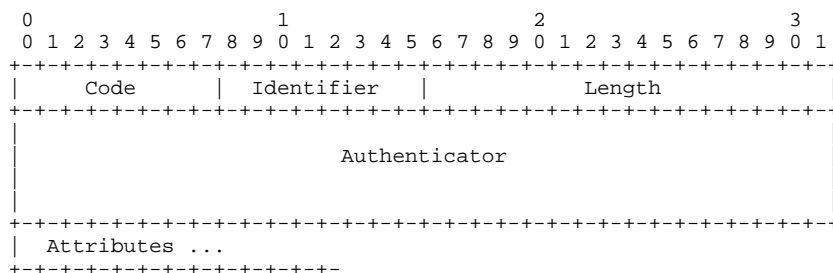 0                   1                   2                   3
 0 1 2 3 4 5 6 7 8 9 0 1 2 3 4 5 6 7 8 9 0 1 2 3 4 5 6 7 8 9 0 1
+-+-+-+-+-+-+-+-+-+-+-+-+-+-+-+-+-+-+-+-+-+-+-+-+-+-+-+-+-+-+-+-
|     Code      |  Identifier   |            Length             |
+-+-+-+-+-+-+-+-+-+-+-+-+-+-+-+-+-+-+-+-+-+-+-+-+-+-+-+-+-+-+-+-
|                                                               |
|                         Authenticator                         |
|                                                               |
|                                                               |
+-+-+-+-+-+-+-+-+-+-+-+-+-+-+-+-+-+-+-+-+-+-+-+-+-+-+-+-+-+-+-+-
|  Attributes ...
+-+-+-+-+-+-+-+-+-+-+-+-+-